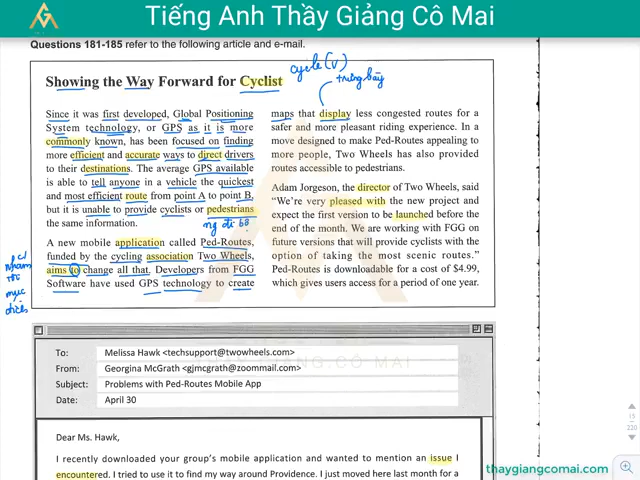 Tiếng Anh Thầy Giảng Cô Mai
Questions 181-185 refer to the following article and e-mail.
Showing the Way Forward for Cyclist
cycle (v)
trưng bày
Since it was first developed, Global Positioning
System technology, or GPS as it is more
commonly known, has been focused on finding
more efficient and accurate ways to direct drivers
to their destinations. The average GPS available
is able to tell anyone in a vehicle the quickest
and most efficient route from point A to point B,
but it is unable to provide cyclists or pedestrians
the same information.
ng đi bộ
A new mobile application called Ped-Routes,
funded by the cycling association Two Wheels,
aims to change all that. Developers from FGG
Software have used GPS technology to create
nhằm
mục
đích
maps that display less congested routes for a
safer and more pleasant riding experience. In a
move designed to make Ped-Routes appealing to
more people, Two Wheels has also provided
routes accessible to pedestrians.
Adam Jorgeson, the director of Two Wheels, said
“We're very pleased with the new project and
expect the first version to be launched before the
end of the month. We are working with FGG on
future versions that will provide cyclists with the
option of taking the most scenic routes.”
Ped-Routes is downloadable for a cost of $4.99,
which gives users access for a period of one year.
THAY GIANG CO MAI
To: Melissa Hawk <techsupport@twowheels.com>
From: Georgina McGrath <gjmcgrath@zoommail.com>
Subject: Problems with Ped-Routes Mobile App
Date: April 30
Dear Ms. Hawk,
I recently downloaded your group's mobile application and wanted to mention an issue I
encountered. I tried to use it to find my way around Providence. I just moved here last month for a
thaygiangcomai.com
15
220